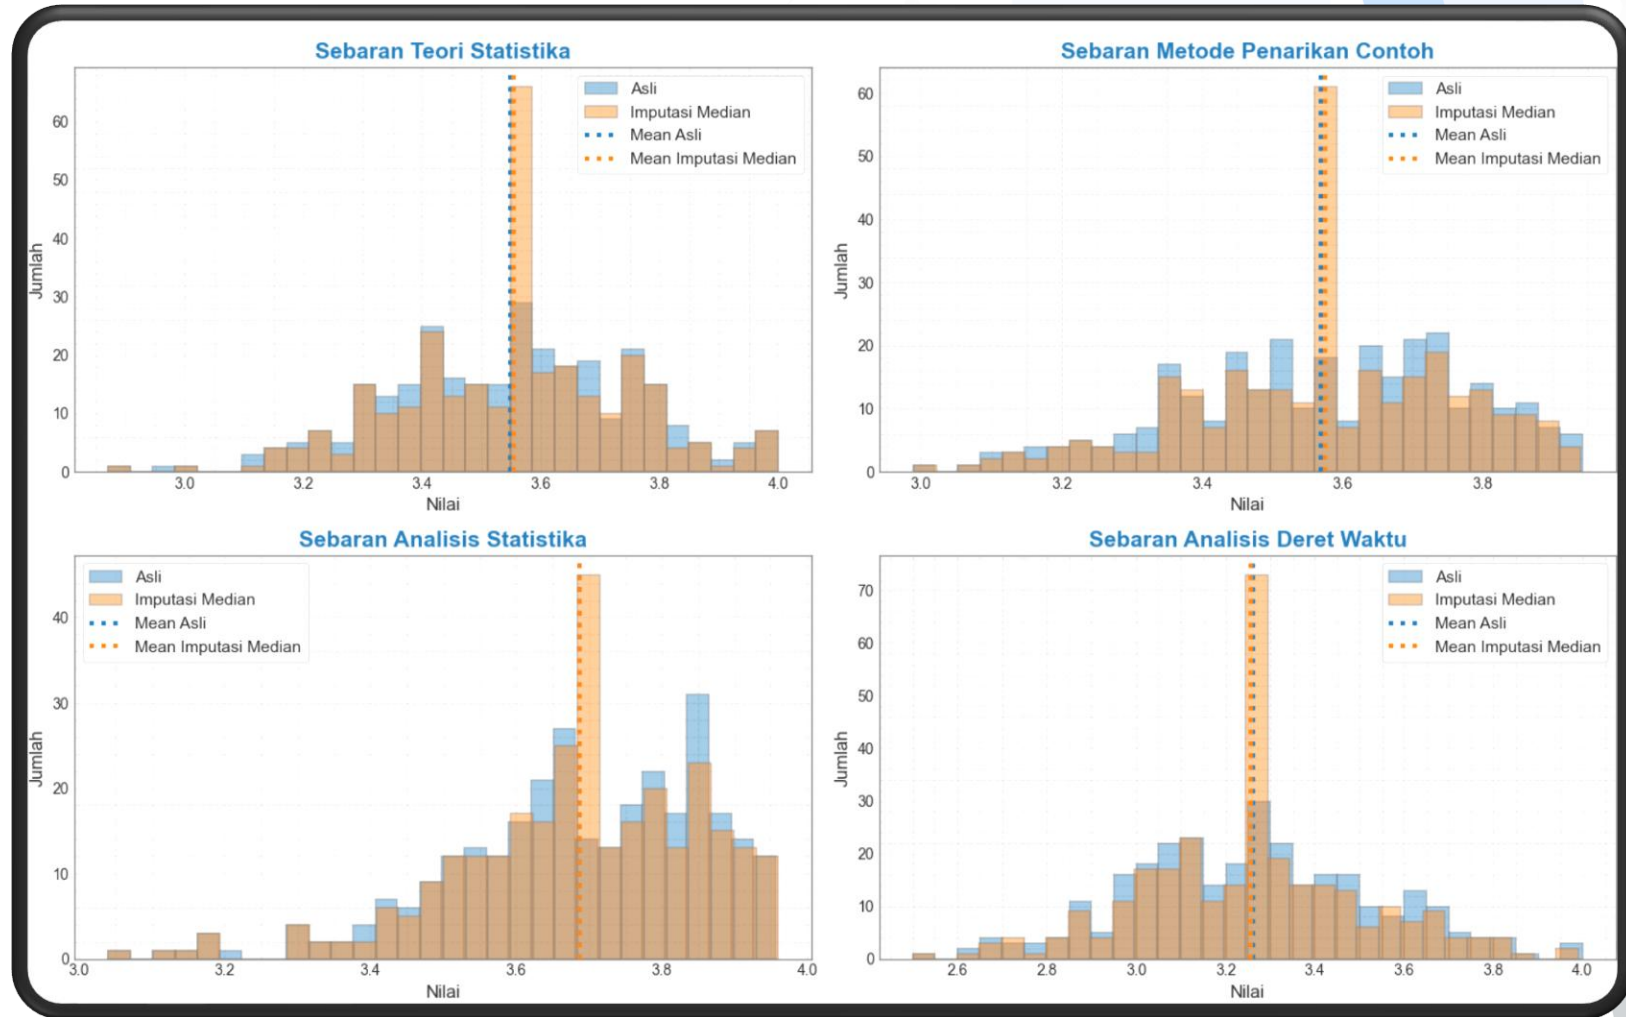 Sebaran Teori Statistika
Asli
Imputasi Median
Mean Asli
Mean Imputasi Median
Jumlah
60
50
40
30
20
10
0
3.0
3.2
3.4
3.6
3.8
4.0
Nilai
Sebaran Metode Penarikan Contoh
Asli
Imputasi Median
Mean Asli
Mean Imputasi Median
Jumlah
60
50
40
30
20
10
0
3.0
3.2
3.4
3.6
3.8
Nilai
Sebaran Analisis Statistika
Asli
Imputasi Median
Mean Asli
Mean Imputasi Median
Jumlah
40
30
20
10
0
3.0
3.2
3.4
3.6
3.8
4.0
Nilai
Sebaran Analisis Deret Waktu
Asli
Imputasi Median
Mean Asli
Mean Imputasi Median
Jumlah
70
60
50
40
30
20
10
0
2.6
2.8
3.0
3.2
3.4
3.6
3.8
4.0
Nilai